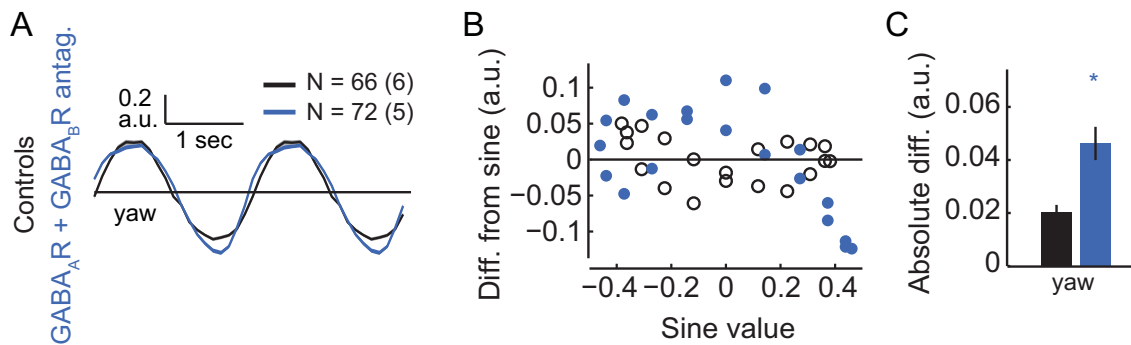 A
Controls
GABA_AR + GABA_BR antag.
0.2
a.u.
1 sec
N = 66 (6)
N = 72 (5)
yaw
B
Diff. from sine (a.u.)
0.1
0.05
0
−0.05
−0.1
−0.4 −0.2 0 0.2 0.4
Sine value
C
Absolute diff. (a.u.)
0.06
0.04
0.02
0
*
yaw